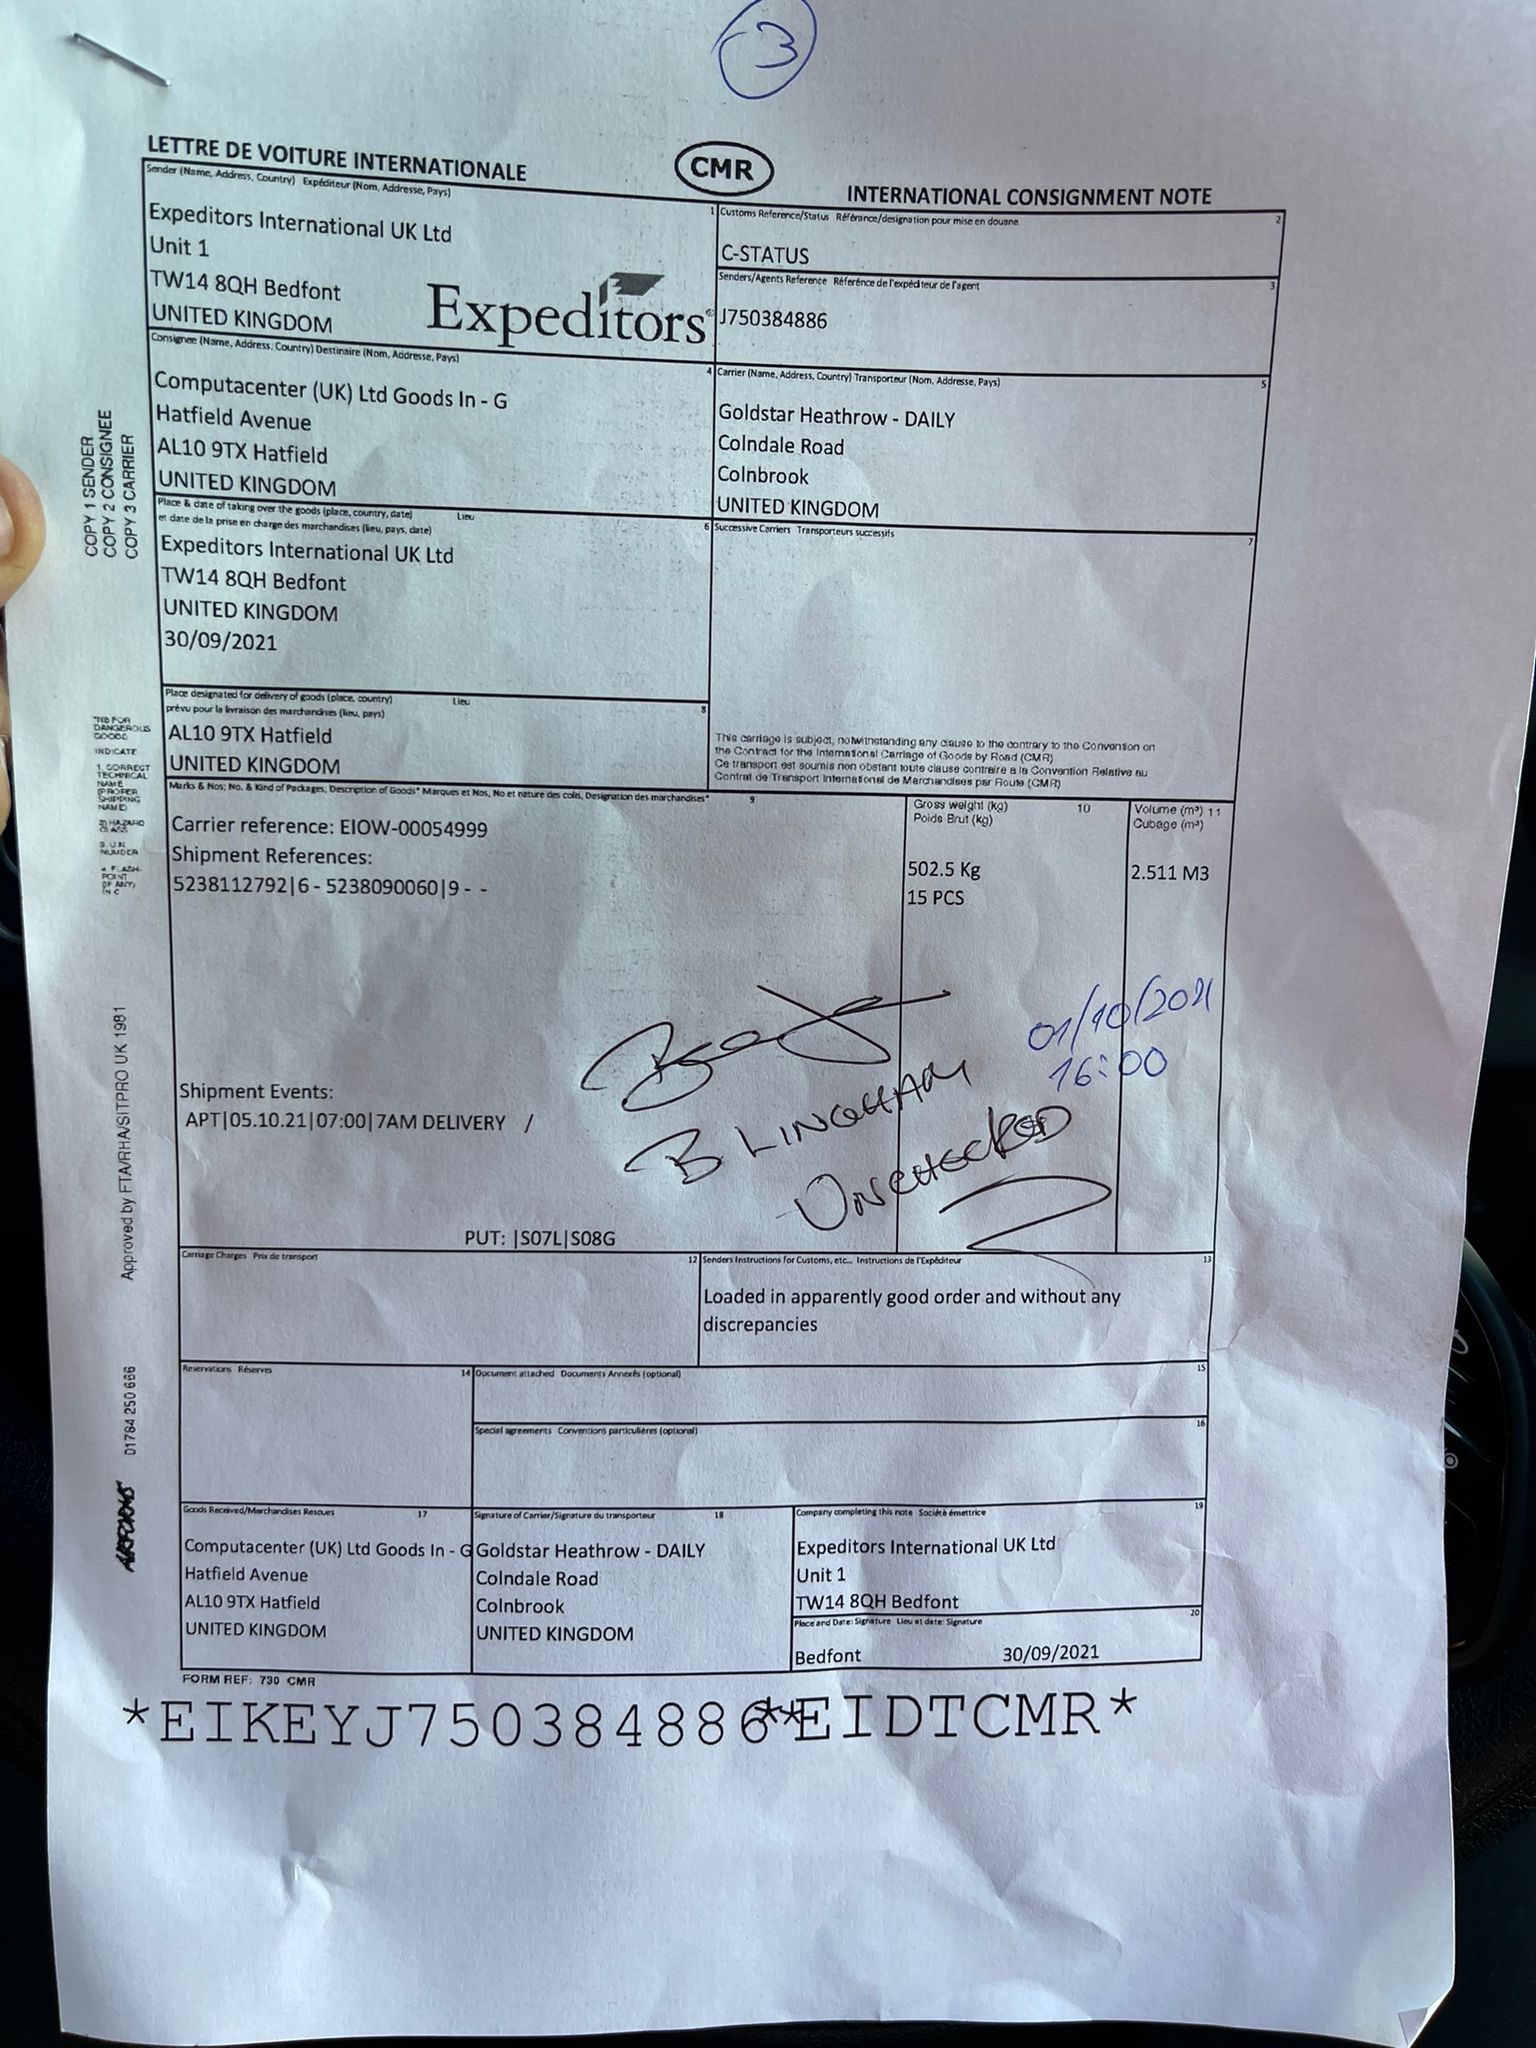 3
LETTRE DE VOITURE INTERNATIONALE
CMR
INTERNATIONAL CONSIGNMENT NOTE
Sender (Name, Address, Country) Expéditeur (Nom, Addresse, Pays)
1
Expeditors International UK Ltd
Unit 1
TW14 8QH Bedfont
UNITED KINGDOM
Expeditors®
Customs Reference/Status Référence/designation pour mise en douane
2
C-STATUS
Senders/Agents Reference Référence de l'expéditeur de l'agent
3
J750384886
Consignee (Name, Address, Country) Destinaire (Nom, Addresse, Pays)
4
Computacenter (UK) Ltd Goods In - G
Hatfield Avenue
AL10 9TX Hatfield
UNITED KINGDOM
Carrier (Name, Address, Country) Transporteur (Nom, Addresse, Pays)
5
Goldstar Heathrow - DAILY
Colndale Road
Colnbrook
UNITED KINGDOM
COPY 1 SENDER
COPY 2 CONSIGNEE
COPY 3 CARRIER
Place & date of taking over the goods (place, country, date) Lieu
et date de la prise en charge des marchandises (lieu, pays, date)
6
Expeditors International UK Ltd
TW14 8QH Bedfont
UNITED KINGDOM
30/09/2021
Successive Carriers Transporteurs successifs
7
Place designated for delivery of goods (place, country) Lieu
prévu pour la livraison des marchandises (lieu, pays)
8
AL10 9TX Hatfield
UNITED KINGDOM
This carriage is subject, notwithstanding any clause to the contrary to the Convention on
the Contract for the International Carriage of Goods by Road (CMR)
Ce transport est soumis non obstant toute clause contraire a la Convention Relative au
Contrat de Transport International de Marchandises par Route (CMR)
*NB FOR
DANGEROUS
GOODS
INDICATE
1. CORRECT
TECHNICAL
NAME
(PROPER
SHIPPING
NAME)
2. HAZARD
CLASS
3. U.N.
NUMBER
4. FLASH-
POINT
(IF ANY)
IN C
Marks & Nos; No. & Kind of Packages; Description of Goods* Marques et Nos, No et nature des colis, Designation des marchandises*
9
Gross weight (kg) 10
Poids Brut (kg)
Volume (m³) 11
Cubage (m³)
Carrier reference: EIOW-00054999
Shipment References:
5238112792|6 - 5238090060|9 - -
502.5 Kg
15 PCS
2.511 M3
01/10/2021
16:00
B LINGHAM
UNCHECKED
Shipment Events:
APT|05.10.21|07:00|7AM DELIVERY /
PUT: |S07L|S08G
Approved by FTA/RHA/SITPRO UK 1981
01784 250 666
Carriage Charges Prix de transport
12
Senders Instructions for Customs, etc... Instructions de l'Expéditeur
13
Loaded in apparently good order and without any
discrepancies
Reservations Réserves
14
Document attached Documents Annexés (optional)
15
Special agreements Conventions particulières (optional)
16
Goods Received/Merchandises Rescues
17
Computacenter (UK) Ltd Goods In - G
Hatfield Avenue
AL10 9TX Hatfield
UNITED KINGDOM
Signature of Carrier/Signature du transporteur
18
Goldstar Heathrow - DAILY
Colndale Road
Colnbrook
UNITED KINGDOM
Company completing this note Société émettrice
19
Expeditors International UK Ltd
Unit 1
TW14 8QH Bedfont
Place and Date: Signature Lieu at date: Signature
20
Bedfont 30/09/2021
FORM REF: 730 CMR
*EIKEYJ750384886**EIDTCMR*